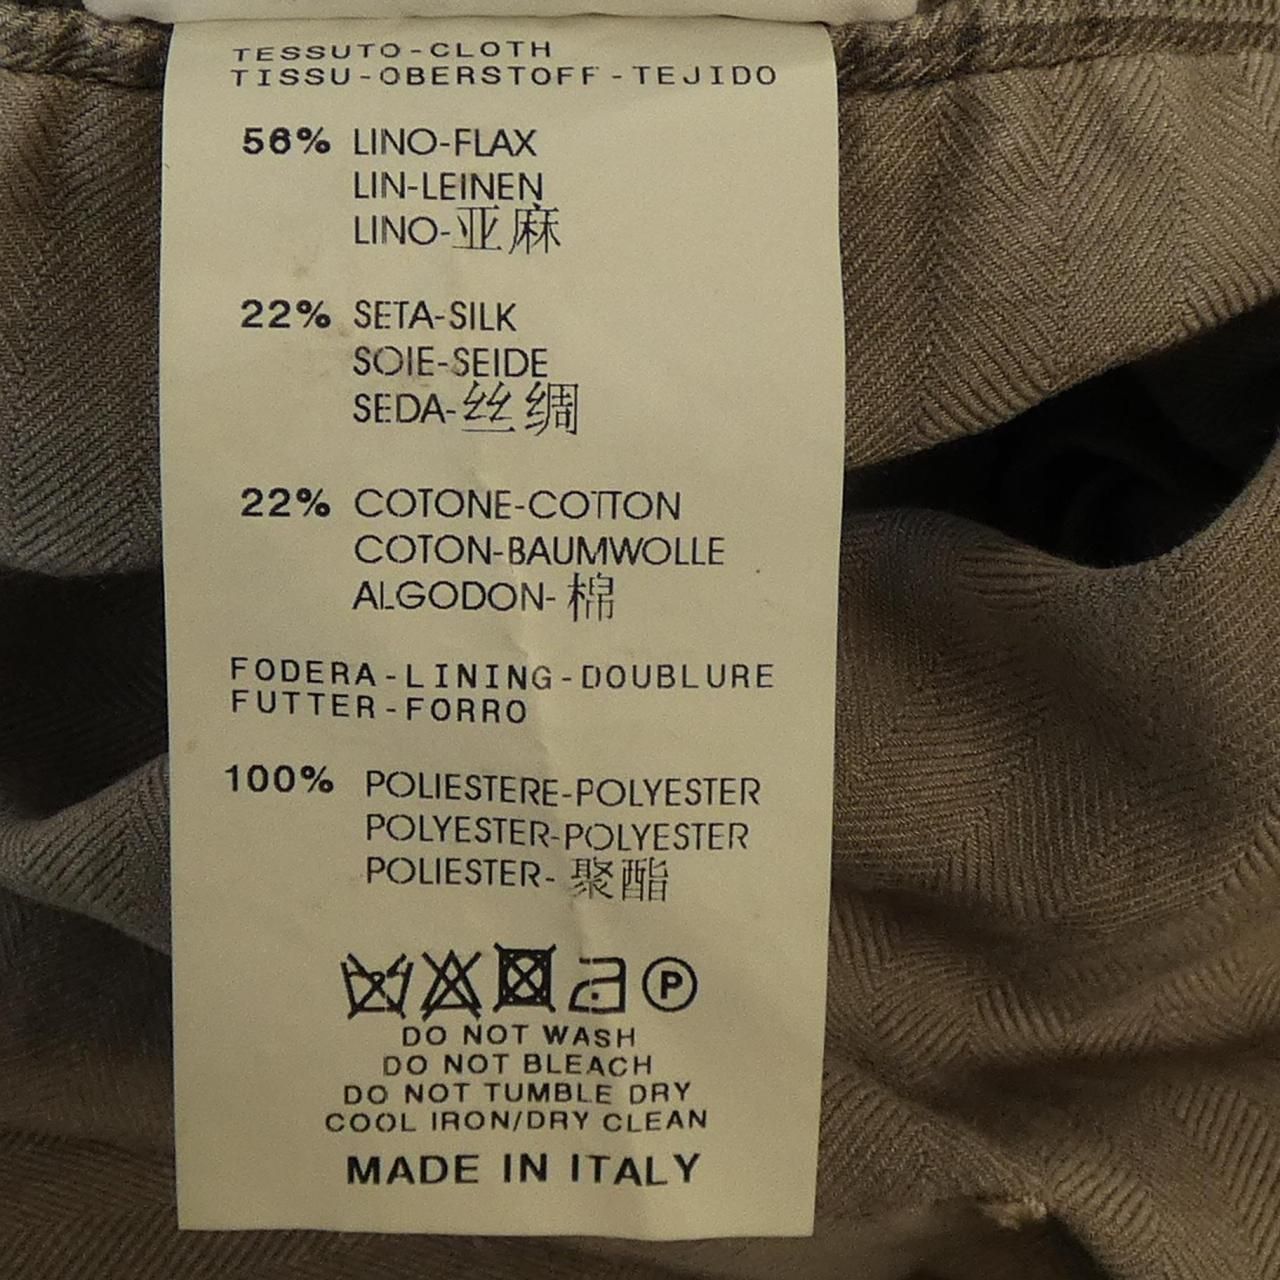 TESSUTO-CLOTH
TISSU-OBERSTOFF-TEJIDO
56% LINO-FLAX
LIN-LEINEN
LINO-亚麻
22% SETA-SILK
SOIE-SEIDE
SEDA-丝绸
22% COTONE-COTTON
COTON-BAUMWOLLE
ALGODON-棉
FODERA-LINING-DOUBLURE
FUTTER-FORRO
100% POLIESTERE-POLYESTER
POLYESTER-POLYESTER
POLIESTER-聚酯
P
DO NOT WASH
DO NOT BLEACH
DO NOT TUMBLE DRY
COOL IRON/DRY CLEAN
MADE IN ITALY